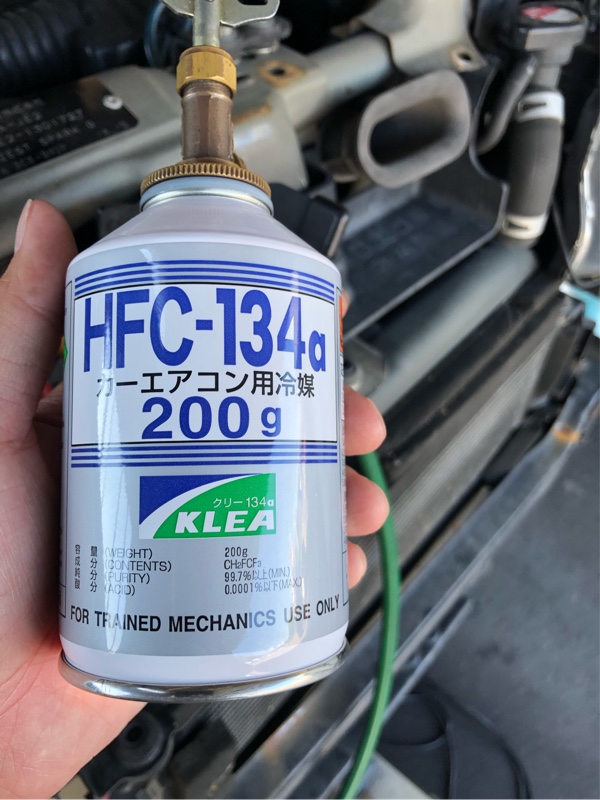 HFC-134a
カーエアコン用冷媒
200g
クリー134a
KLEA
容 量 (WEIGHT) 200g
成 分 (CONTENTS) CH₂FCF₃
純 分 (PURITY) 99.7%以上(MIN.)
酸 分 (ACID) 0.0001%以下(MAX.)
FOR TRAINED MECHANICS USE ONLY